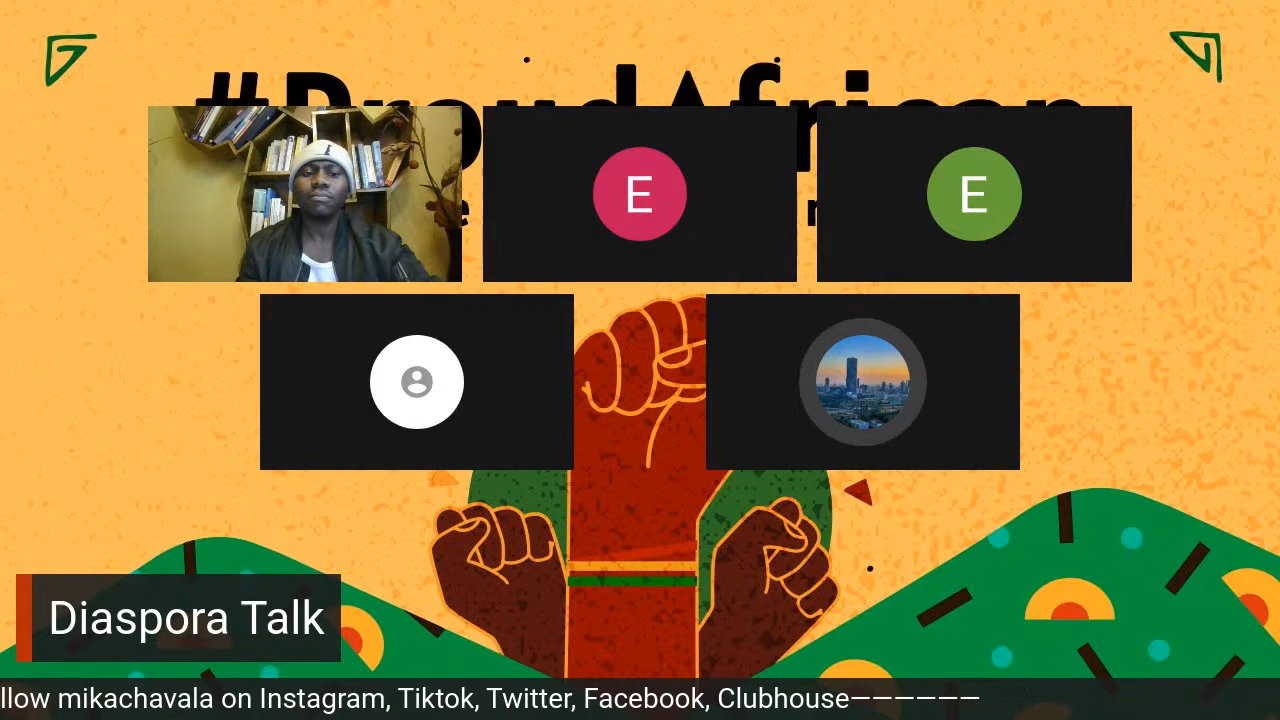 #ProudAfrican
E
E
Diaspora Talk
llow mikachavala on Instagram, Tiktok, Twitter, Facebook, Clubhouse——————